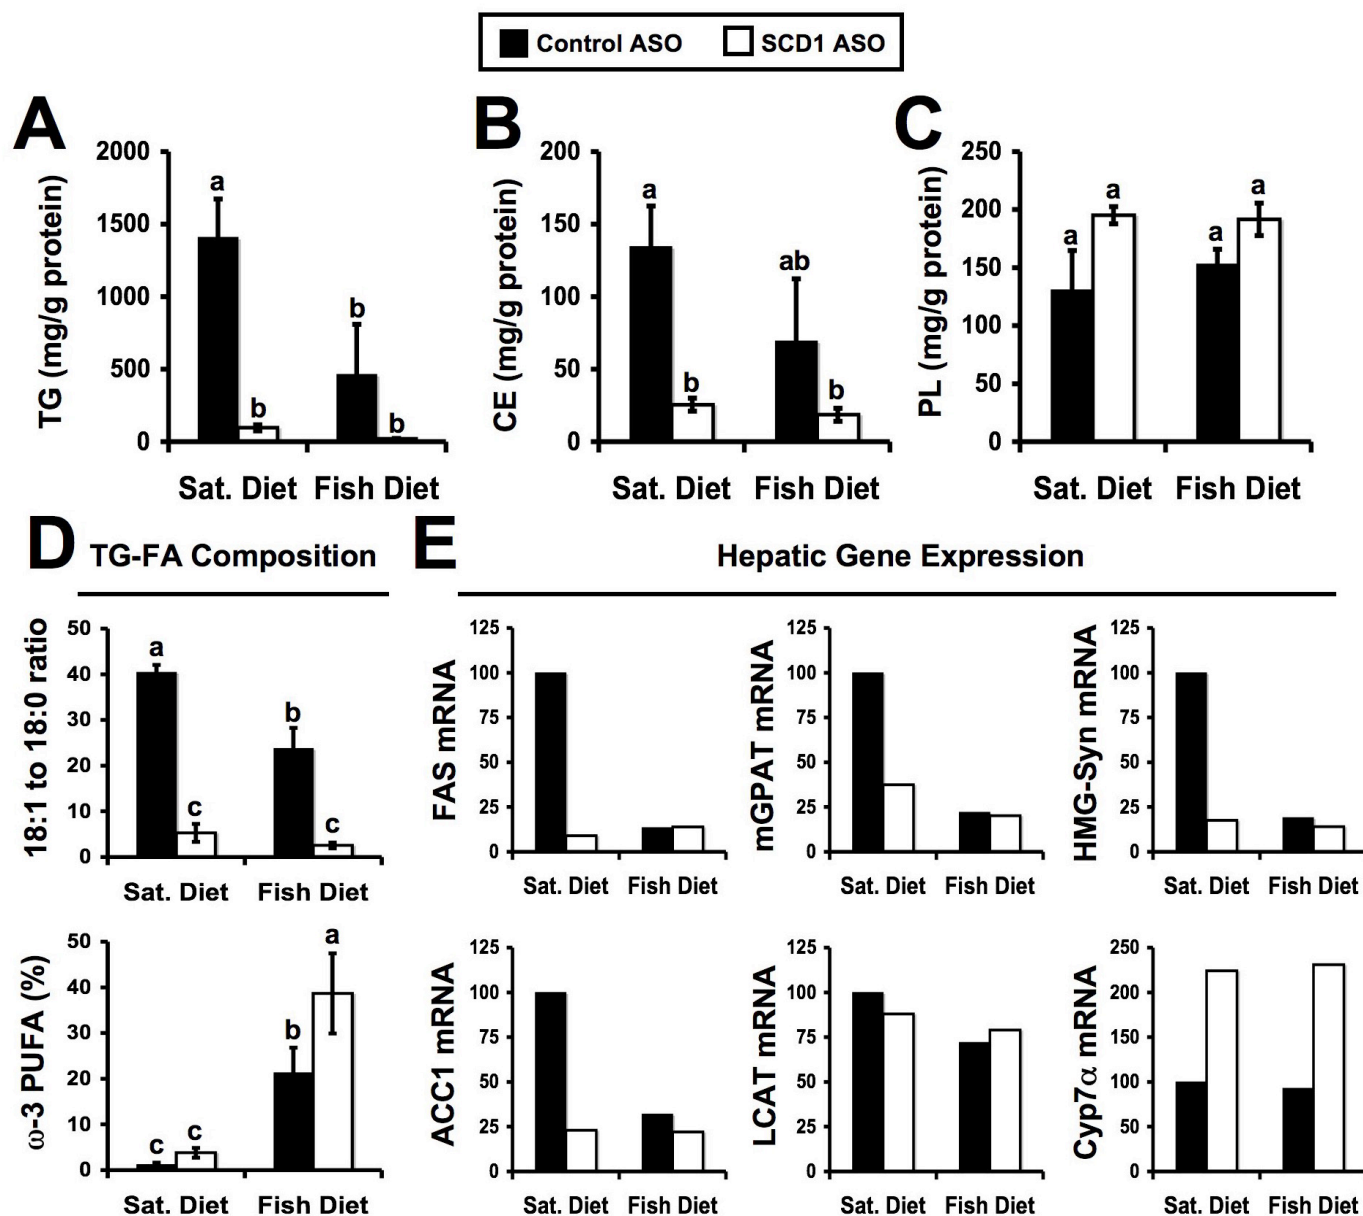 Control ASO SCD1 ASO
A
TG (mg/g protein)
2000
1500
1000
500
0
a
b
b
b
Sat. Diet Fish Diet
B
CE (mg/g protein)
200
150
100
50
0
a
b
ab
b
Sat. Diet Fish Diet
C
PL (mg/g protein)
250
200
150
100
50
0
a
a
a
a
Sat. Diet Fish Diet
D TG-FA Composition
18:1 to 18:0 ratio
50
40
30
20
10
0
a
c
b
c
Sat. Diet Fish Diet
ω-3 PUFA (%)
50
40
30
20
10
0
c
c
b
a
Sat. Diet Fish Diet
E Hepatic Gene Expression
FAS mRNA
125
100
75
50
25
0
Sat. Diet Fish Diet
mGPAT mRNA
125
100
75
50
25
0
Sat. Diet Fish Diet
HMG-Syn mRNA
125
100
75
50
25
0
Sat. Diet Fish Diet
ACC1 mRNA
125
100
75
50
25
0
Sat. Diet Fish Diet
LCAT mRNA
125
100
75
50
25
0
Sat. Diet Fish Diet
Cyp7α mRNA
250
200
150
100
50
0
Sat. Diet Fish Diet